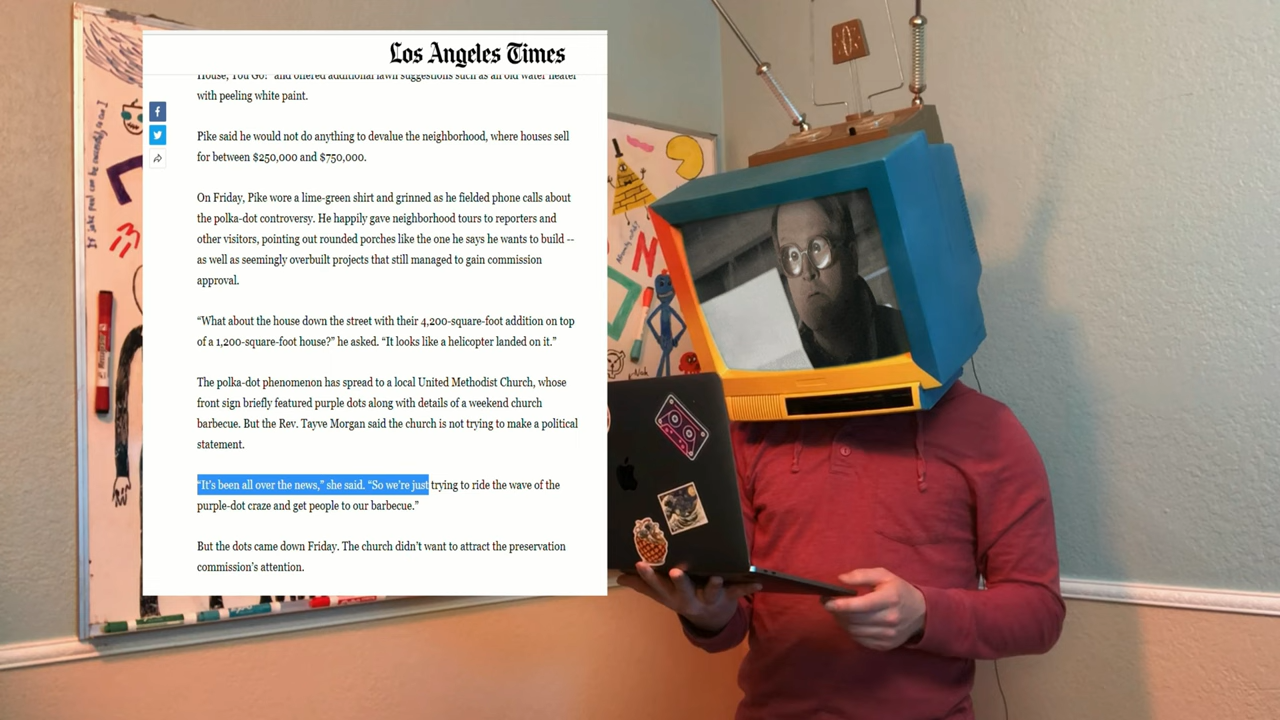 Los Angeles Times
House, You Go!" and offered additional lawn suggestions such as an old water heater
with peeling white paint.
Pike said he would not do anything to devalue the neighborhood, where houses sell
for between $250,000 and $750,000.
On Friday, Pike wore a lime-green shirt and grinned as he fielded phone calls about
the polka-dot controversy. He happily gave neighborhood tours to reporters and
other visitors, pointing out rounded porches like the one he says he wants to build --
as well as seemingly overbuilt projects that still managed to gain commission
approval.
“What about the house down the street with their 4,200-square-foot addition on top
of a 1,200-square-foot house?” he asked. “It looks like a helicopter landed on it.”
The polka-dot phenomenon has spread to a local United Methodist Church, whose
front sign briefly featured purple dots along with details of a weekend church
barbecue. But the Rev. Tayve Morgan said the church is not trying to make a political
statement.
“It’s been all over the news,” she said. “So we’re just trying to ride the wave of the
purple-dot craze and get people to our barbecue.”
But the dots came down Friday. The church didn’t want to attract the preservation
commission’s attention.